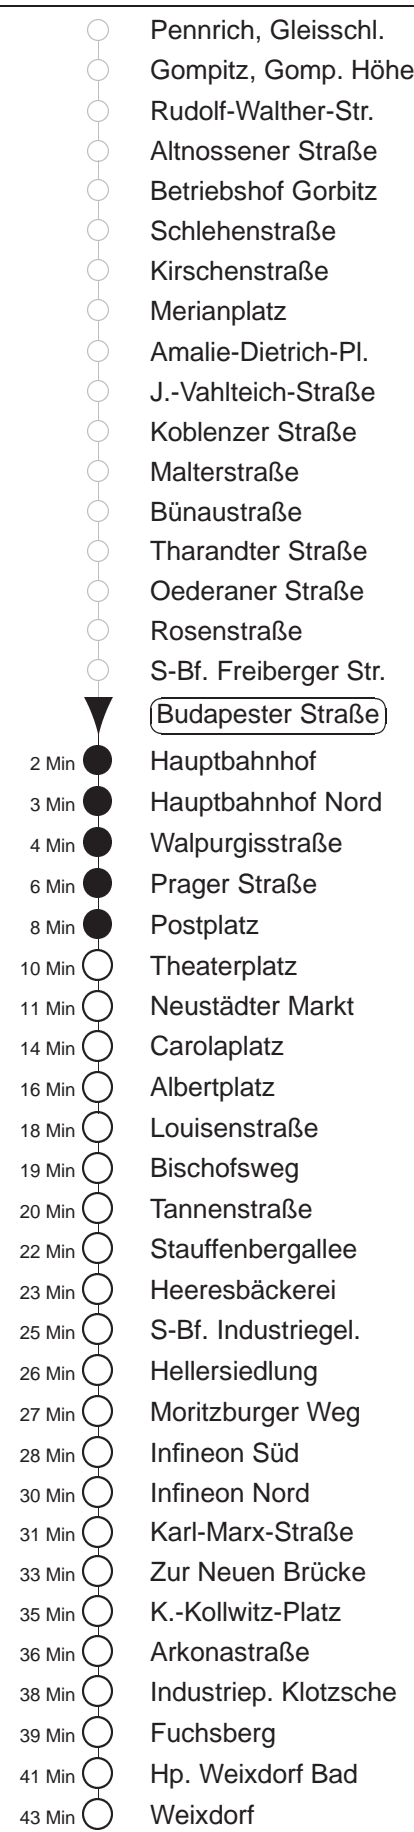 Pennrich, Gleisschl.
Gompitz, Gomp. Höhe
Rudolf-Walther-Str.
Altnossener Straße
Betriebshof Gorbitz
Schlehenstraße
Kirschenstraße
Merianplatz
Amalie-Dietrich-Pl.
J.-Vahlteich-Straße
Koblenzer Straße
Malterstraße
Bünaustraße
Tharandter Straße
Oederaner Straße
Rosenstraße
S-Bf. Freiberger Str.
Budapester Straße
2 Min Hauptbahnhof
3 Min Hauptbahnhof Nord
4 Min Walpurgisstraße
6 Min Prager Straße
8 Min Postplatz
10 Min Theaterplatz
11 Min Neustädter Markt
14 Min Carolaplatz
16 Min Albertplatz
18 Min Louisenstraße
19 Min Bischofsweg
20 Min Tannenstraße
22 Min Stauffenbergallee
23 Min Heeresbäckerei
25 Min S-Bf. Industriegel.
26 Min Hellersiedlung
27 Min Moritzburger Weg
28 Min Infineon Süd
30 Min Infineon Nord
31 Min Karl-Marx-Straße
33 Min Zur Neuen Brücke
35 Min K.-Kollwitz-Platz
36 Min Arkonastraße
38 Min Industriep. Klotzsche
39 Min Fuchsberg
41 Min Hp. Weixdorf Bad
43 Min Weixdorf